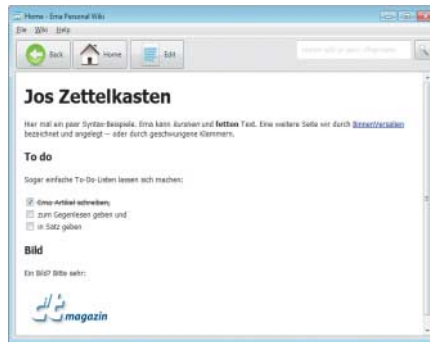 Home - Ema Personal Wiki
File Wiki Help
Back Home Edit
Jos Zettelkasten
Hier mal ein paar Syntax-Beispiele. Ema kann kursiven und fetten Text. Eine weitere Seite wir durch BinnenVersalien
bezeichnet und angelegt — oder durch geschwungene Klammern.
To do
Sogar einfache To-Do-Listen lassen sich machen:
Ema-Artikel schreiben,
zum Gegenlesen geben und
in Satz geben
Bild
Ein Bild? Bitte sehr:
magazin